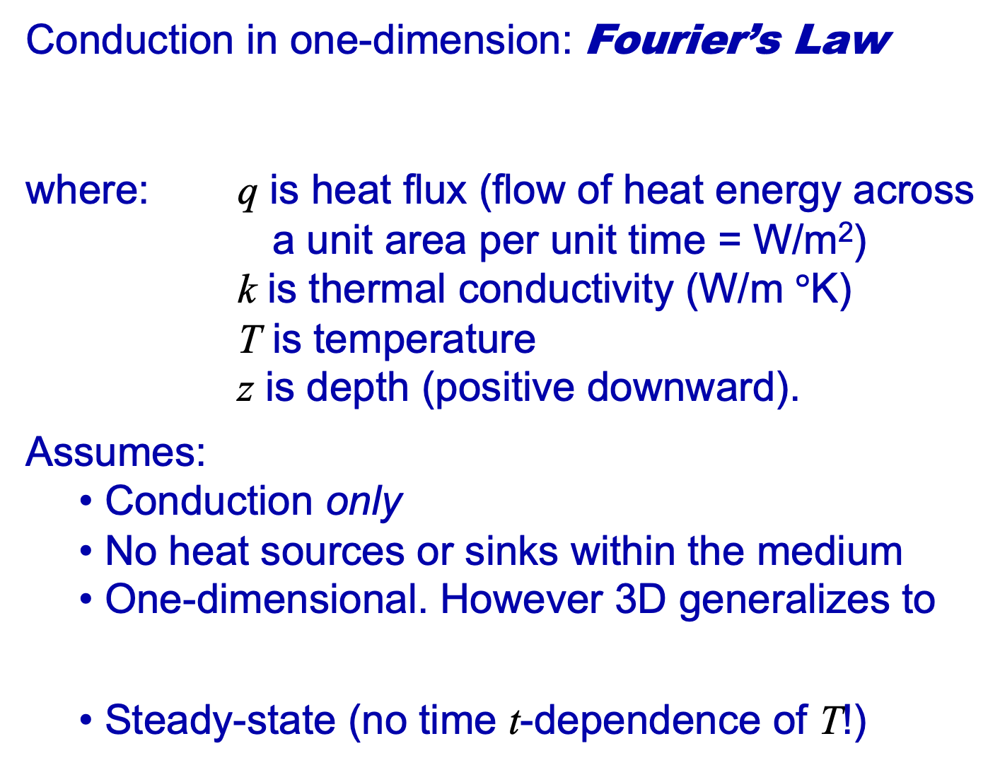 Conduction in one-dimension: Fourier’s Law
where: q is heat flux (flow of heat energy across
a unit area per unit time = W/m²)
k is thermal conductivity (W/m °K)
T is temperature
z is depth (positive downward).
Assumes:
• Conduction only
• No heat sources or sinks within the medium
• One-dimensional. However 3D generalizes to
• Steady-state (no time t-dependence of T!)